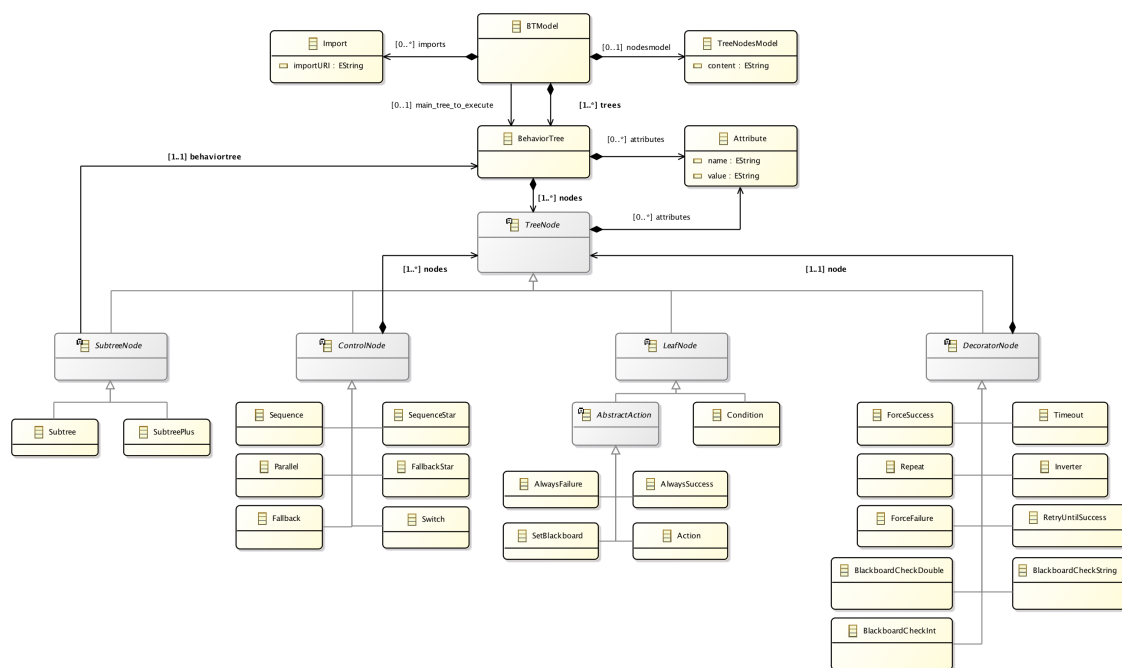 BTModel
Import
[0..*] imports
[0..1] nodesmodel
TreeNodesModel
importURI : EString
content : EString
[0..1] main_tree_to_execute
[1..*] trees
BehaviorTree
[0..*] attributes
Attribute
name : EString
value : EString
[1..1] behaviortree
[1..*] nodes
TreeNode
[0..*] attributes
[1..*] nodes
[1..1] node
SubtreeNode
ControlNode
LeafNode
DecoratorNode
Subtree
SubtreePlus
Sequence
SequenceStar
AbstractAction
Condition
ForceSuccess
Timeout
Parallel
FallbackStar
Repeat
Inverter
AlwaysFailure
AlwaysSuccess
Fallback
Switch
SetBlackboard
Action
ForceFailure
RetryUntilSuccess
BlackboardCheckDouble
BlackboardCheckString
BlackboardCheckInt